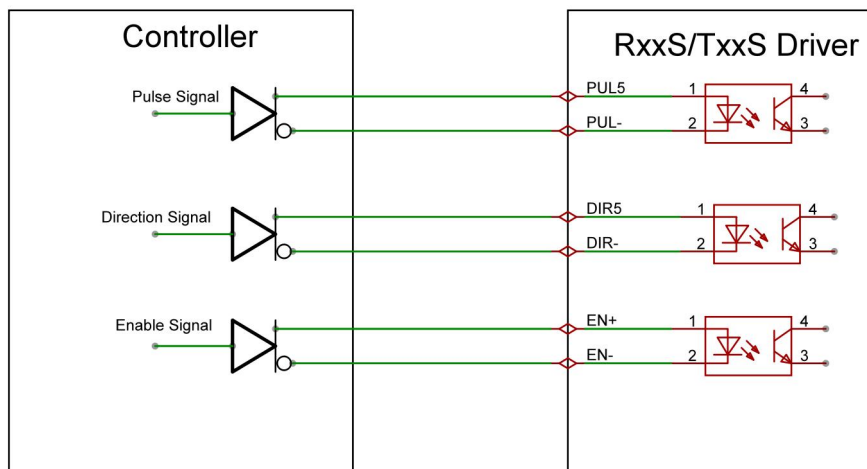 Controller
RxxS/TxxS Driver
Pulse Signal
PUL5
1
4
PUL-
2
3
Direction Signal
DIR5
1
4
DIR-
2
3
Enable Signal
EN+
1
4
EN-
2
3